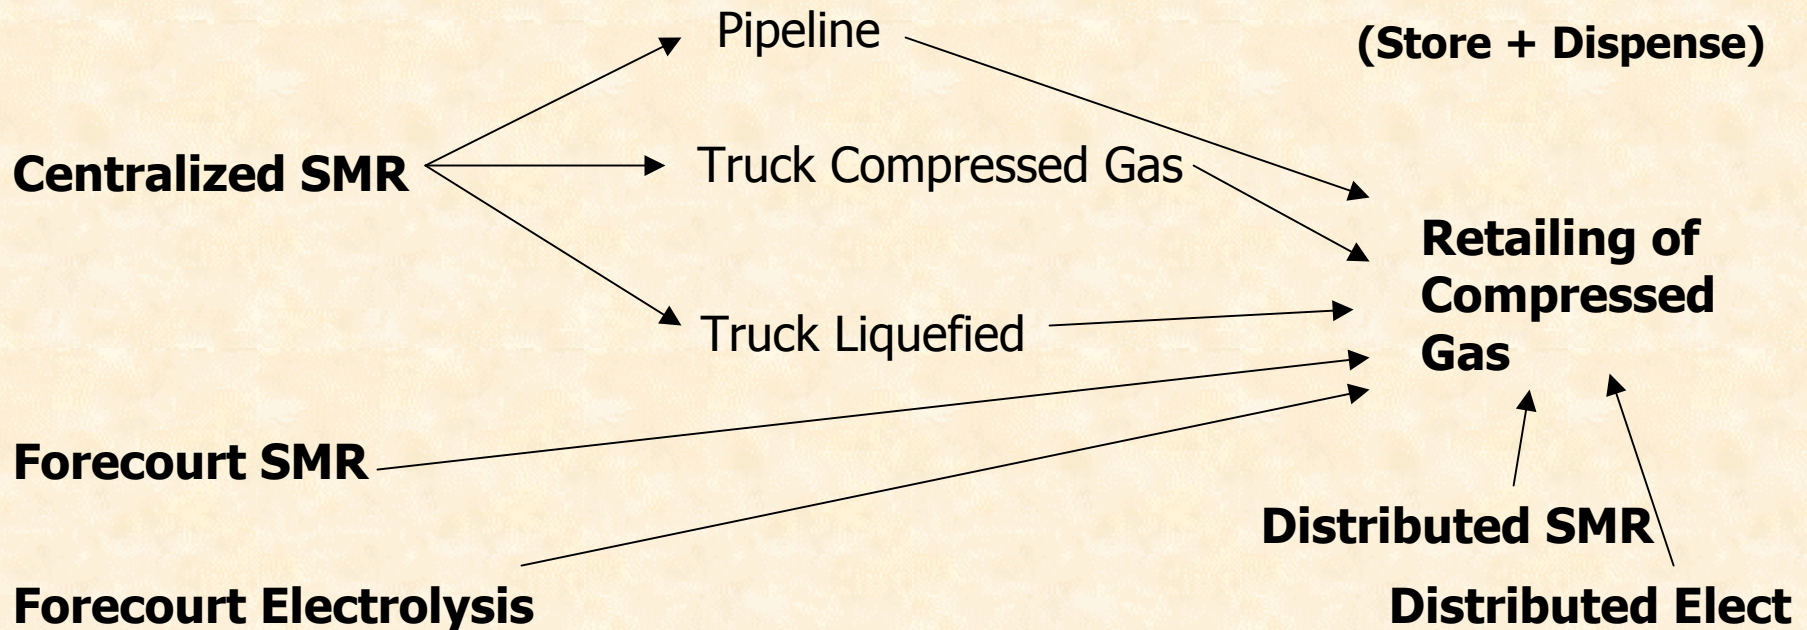 Pipeline
(Store + Dispense)
Centralized SMR
Truck Compressed Gas
Retailing of
Compressed
Gas
Truck Liquefied
Forecourt SMR
Distributed SMR
Forecourt Electrolysis
Distributed Elect